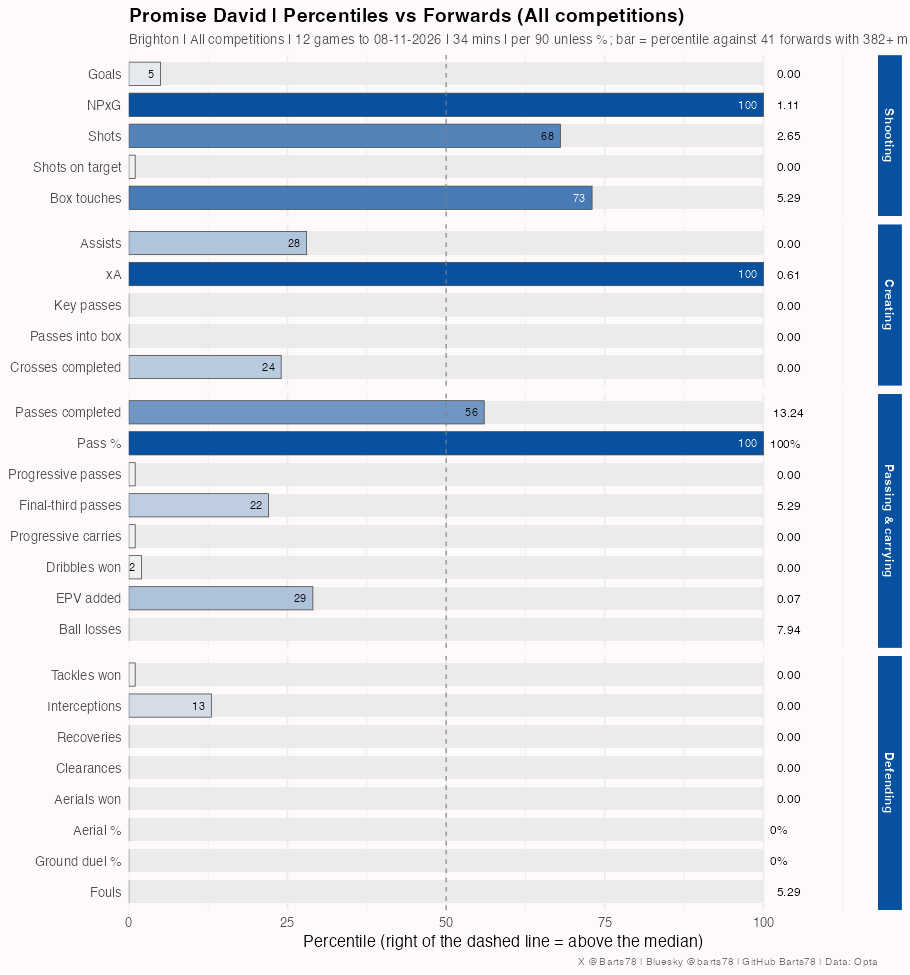 Promise David | Percentiles vs Forwards (All competitions)
Brighton | All competitions | 12 games to 08-11-2026 | 34 mins | per 90 unless %; bar = percentile against 41 forwards with 382+ m
Goals 5 0.00
NPxG 100 1.11
Shots 68 2.65
Shots on target 0.00
Box touches 73 5.29
Shooting
Assists 28 0.00
xA 100 0.61
Key passes 0.00
Passes into box 0.00
Crosses completed 24 0.00
Creating
Passes completed 56 13.24
Pass % 100 100%
Progressive passes 0.00
Final-third passes 22 5.29
Progressive carries 0.00
Dribbles won 2 0.00
EPV added 29 0.07
Ball losses 7.94
Passing & carrying
Tackles won 0.00
Interceptions 13 0.00
Recoveries 0.00
Clearances 0.00
Aerials won 0.00
Aerial % 0%
Ground duel % 0%
Fouls 5.29
Defending
0 25 50 75 100
Percentile (right of the dashed line = above the median)
X @Barts78 | Bluesky @barts78 | GitHub Barts78 | Data: Opta